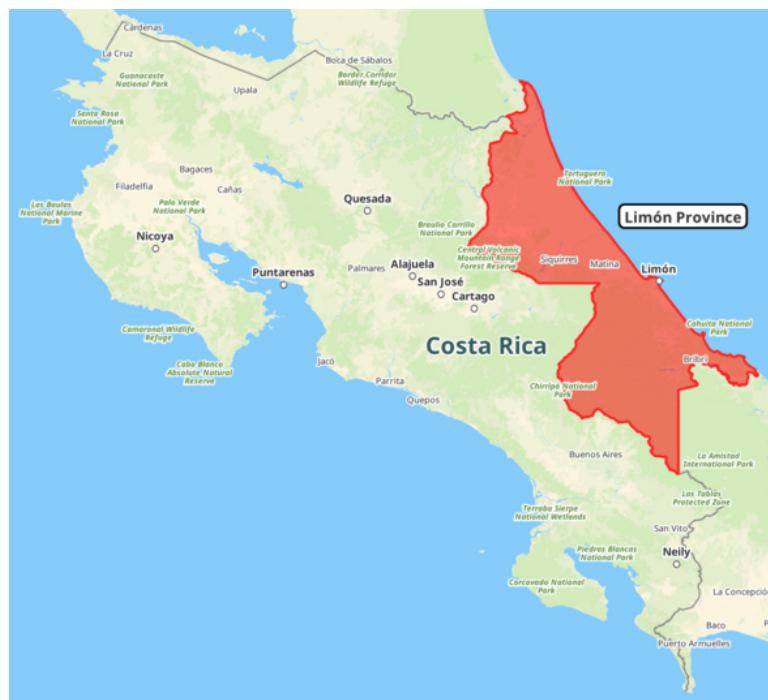 Cárdenas
La Cruz
Boca de Sábalos
Guanacaste
National Park
Border Corridor
Wildlife Refuge
Upala
Santa Rosa
National Park
Bagaces
Tortuguero
National Park
Filadelfia
Cañas
Quesada
Las Baulas
National Marine
Park
Palo Verde
National Park
Limón Province
Braulio Carrillo
National Park
Nicoya
Central Volcanic
Mountain Range
Forest Reserve
Siquirres
Matina
Limón
Puntarenas
Palmares
Alajuela
San José
Cartago
Camaronal Wildlife
Refuge
Cahuita National
Park
Costa Rica
Jacó
Cabo Blanco
Absolute Natural
Reserve
Bribri
Parrita
Chirripó National
Park
Quepos
Buenos Aires
La Amistad
International Park
Las Tablas
Protected Zone
Terraba Sierpe
National Wetlands
San Vito
Piedras Blancas
National Park
Neily
Corcovado National
Park
La Concepción
Baco
Puerto Armuelles